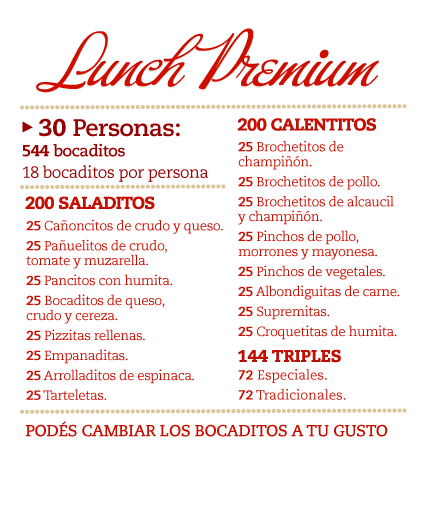 Lunch Premium
▶ 30 Personas:
544 bocaditos
18 bocaditos por persona
200 SALADITOS
25 Cañoncitos de crudo y queso.
25 Pañuelitos de crudo,
tomate y muzarella.
25 Pancitos con humita.
25 Bocaditos de queso,
crudo y cereza.
25 Pizzitas rellenas.
25 Empanaditas.
25 Arrolladitos de espinaca.
25 Tarteletas.
200 CALENTITOS
25 Brochetitos de
champiñón.
25 Brochetitos de pollo.
25 Brochetitos de alcaucil
y champiñón.
25 Pinchos de pollo,
morrones y mayonesa.
25 Pinchos de vegetales.
25 Albondiguitas de carne.
25 Supremitas.
25 Croquetitas de humita.
144 TRIPLES
72 Especiales.
72 Tradicionales.
PODÉS CAMBIAR LOS BOCADITOS A TU GUSTO